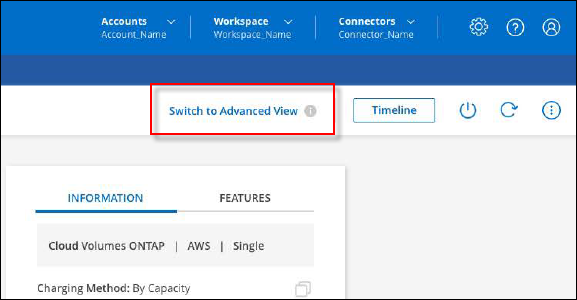 Accounts Workspace Connectors
Account_Name Workspace_Name Connector_Name
Switch to Advanced View Timeline
INFORMATION FEATURES
Cloud Volumes ONTAP | AWS | Single
Charging Method: By Capacity